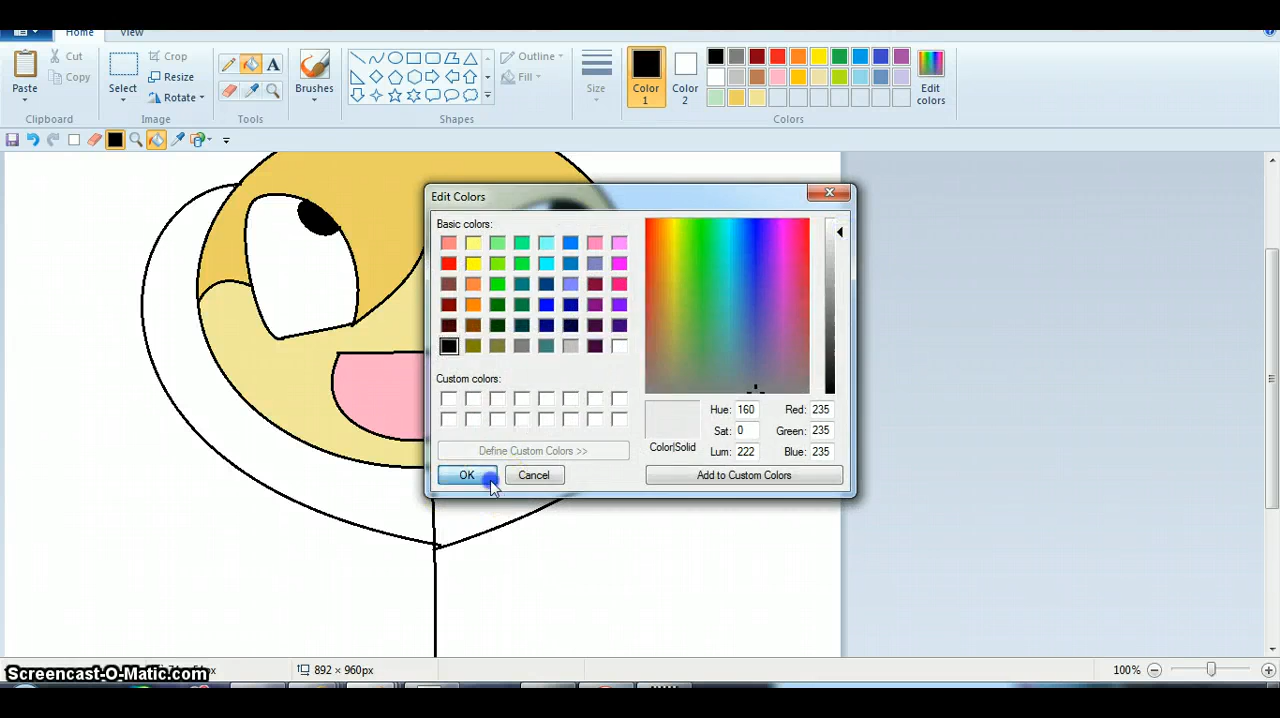 Home View
Cut
Copy
Paste
Clipboard
Select
Crop
Resize
Rotate
Image
A
Tools
Brushes
Outline
Fill
Shapes
Size
Color 1
Color 2
Edit colors
Colors
Edit Colors
Basic colors:
Custom colors:
Define Custom Colors >>
OK Cancel
Color|Solid
Hue: 160 Red: 235
Sat: 0 Green: 235
Lum: 222 Blue: 235
Add to Custom Colors
Screencast-O-Matic.com
892 × 960px
100%